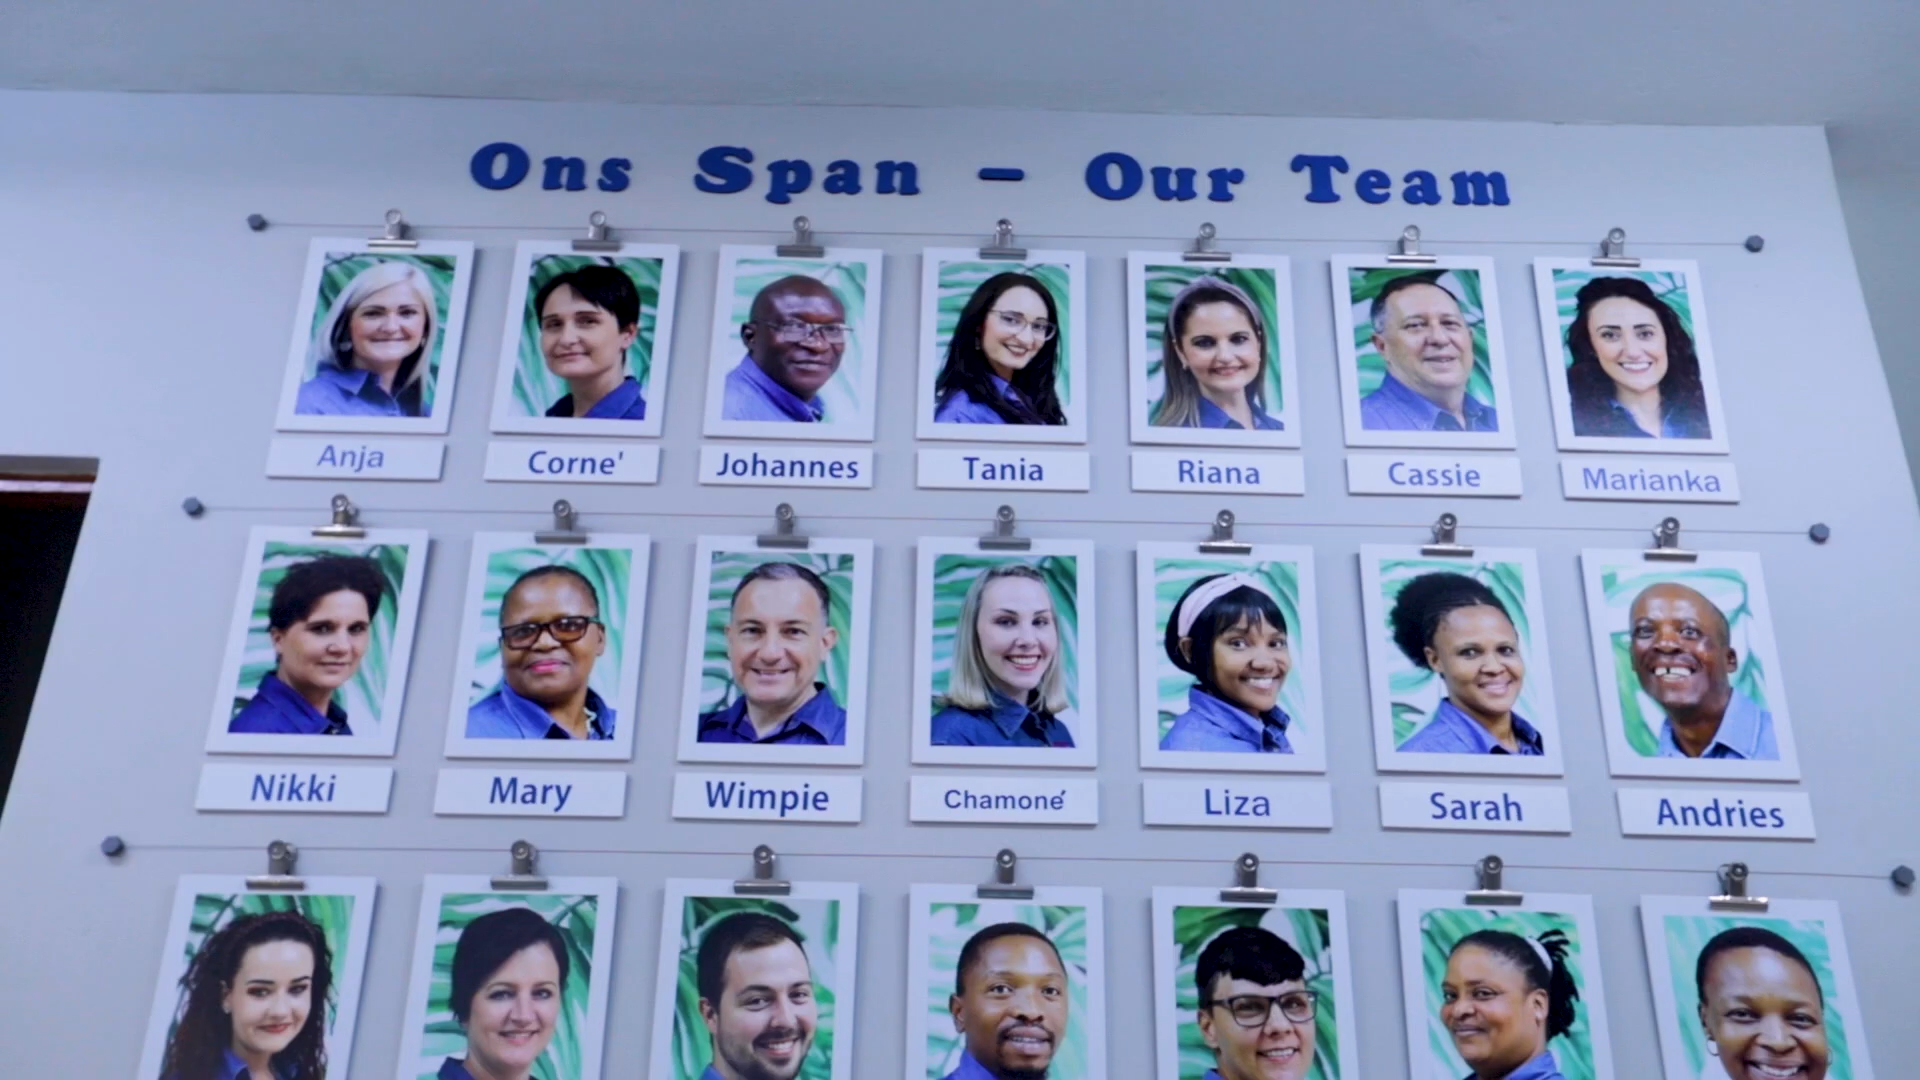 Ons Span - Our Team
Anja
Corne'
Johannes
Tania
Riana
Cassie
Marianka
Nikki
Mary
Wimpie
Chamoné
Liza
Sarah
Andries